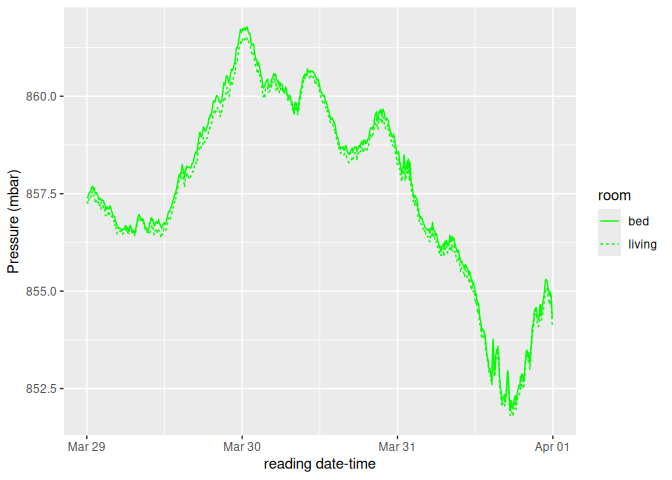 860.0
857.5
855.0
852.5
Pressure (mbar)
Mar 29
Mar 30
Mar 31
Apr 01
reading date-time
room
bed
living